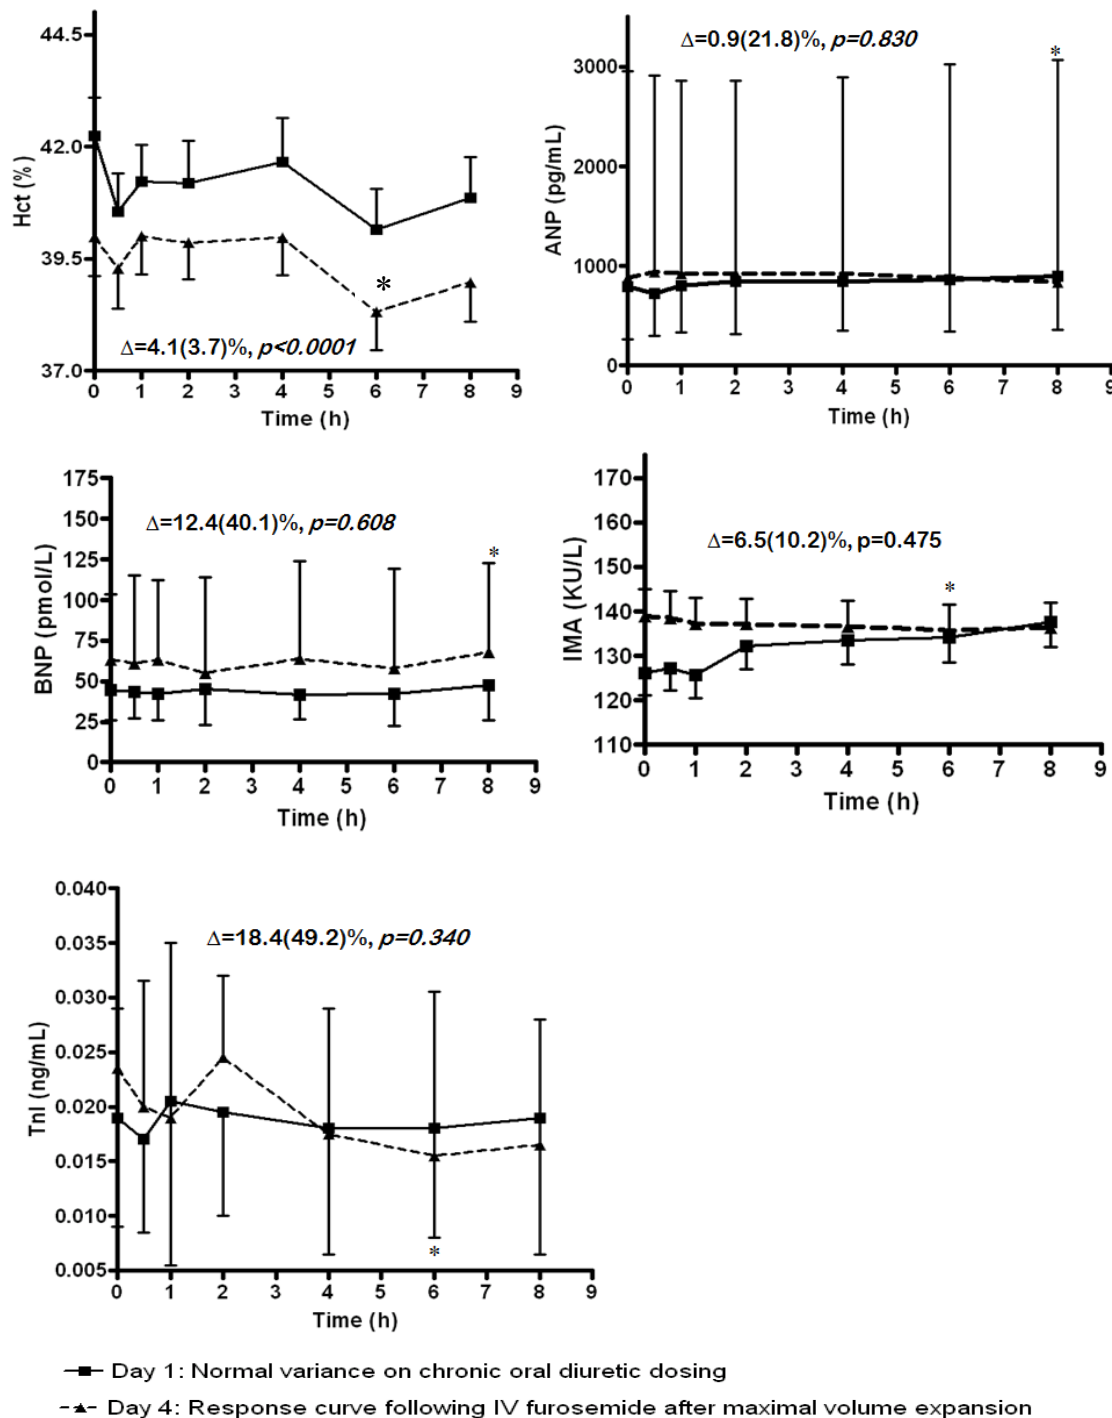 44.5
42.0
39.5
37.0
Hct (%)
*
Δ=4.1(3.7)%, p<0.0001
0 1 2 3 4 5 6 7 8 9
Time (h)
Δ=0.9(21.8)%, p=0.830
*
3000
2000
1000
0
ANP (pg/mL)
0 1 2 3 4 5 6 7 8 9
Time (h)
175
150
125
100
75
50
25
0
BNP (pmol/L)
Δ=12.4(40.1)%, p=0.608
*
0 1 2 3 4 5 6 7 8 9
Time (h)
170
160
150
140
130
120
110
IMA (KU/L)
Δ=6.5(10.2)%, p=0.475
*
0 1 2 3 4 5 6 7 8 9
Time (h)
0.040
0.035
0.030
0.025
0.020
0.015
0.010
0.005
TnI (ng/mL)
Δ=18.4(49.2)%, p=0.340
*
0 1 2 3 4 5 6 7 8 9
Time (h)
Day 1: Normal variance on chronic oral diuretic dosing
Day 4: Response curve following IV furosemide after maximal volume expansion